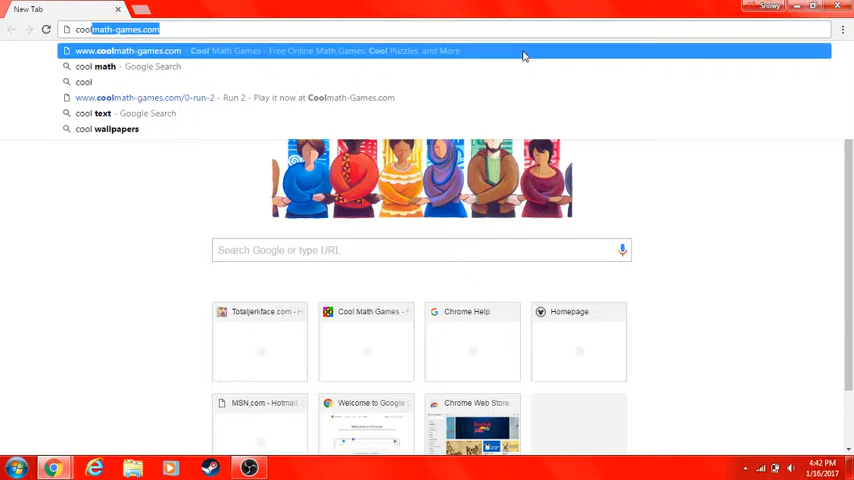 New Tab
Snowy
coolmath-games.com
www.coolmath-games.com - Cool Math Games - Free Online Math Games, Cool Puzzles, and More
cool math - Google Search
cool
www.coolmath-games.com/0-run-2 - Run 2 - Play it now at Coolmath-Games.com
cool text - Google Search
cool wallpapers
Search Google or type URL
Totaljerkface.com - H
Cool Math Games - F
Chrome Help
Homepage
MSN.com - Hotmail,
Welcome to Google
Chrome Web Store
4:42 PM
1/16/2017